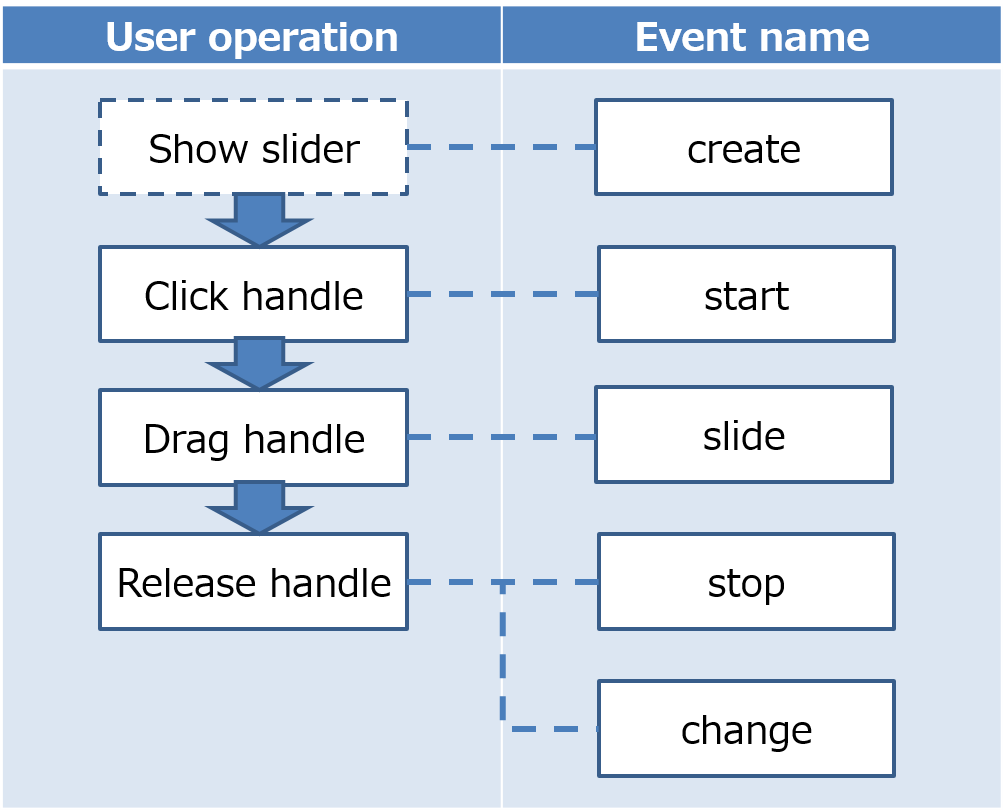 User operation
Event name
Show slider
create
Click handle
start
Drag handle
slide
Release handle
stop
change